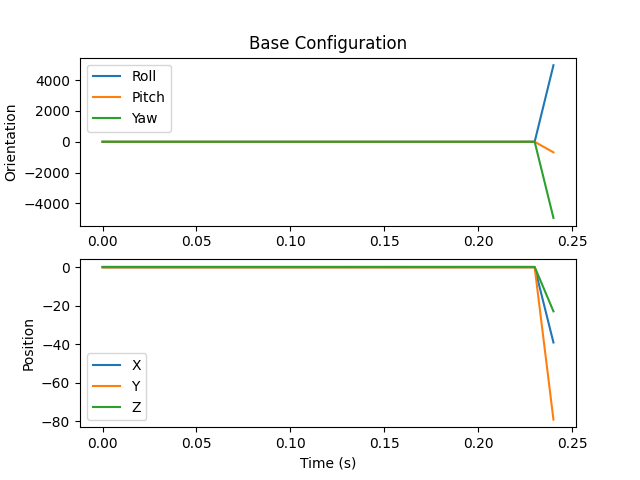 Base Configuration
Orientation
4000
2000
0
−2000
−4000
Roll
Pitch
Yaw
0.00 0.05 0.10 0.15 0.20 0.25
Position
0
−20
−40
−60
−80
X
Y
Z
0.00 0.05 0.10 0.15 0.20 0.25
Time (s)